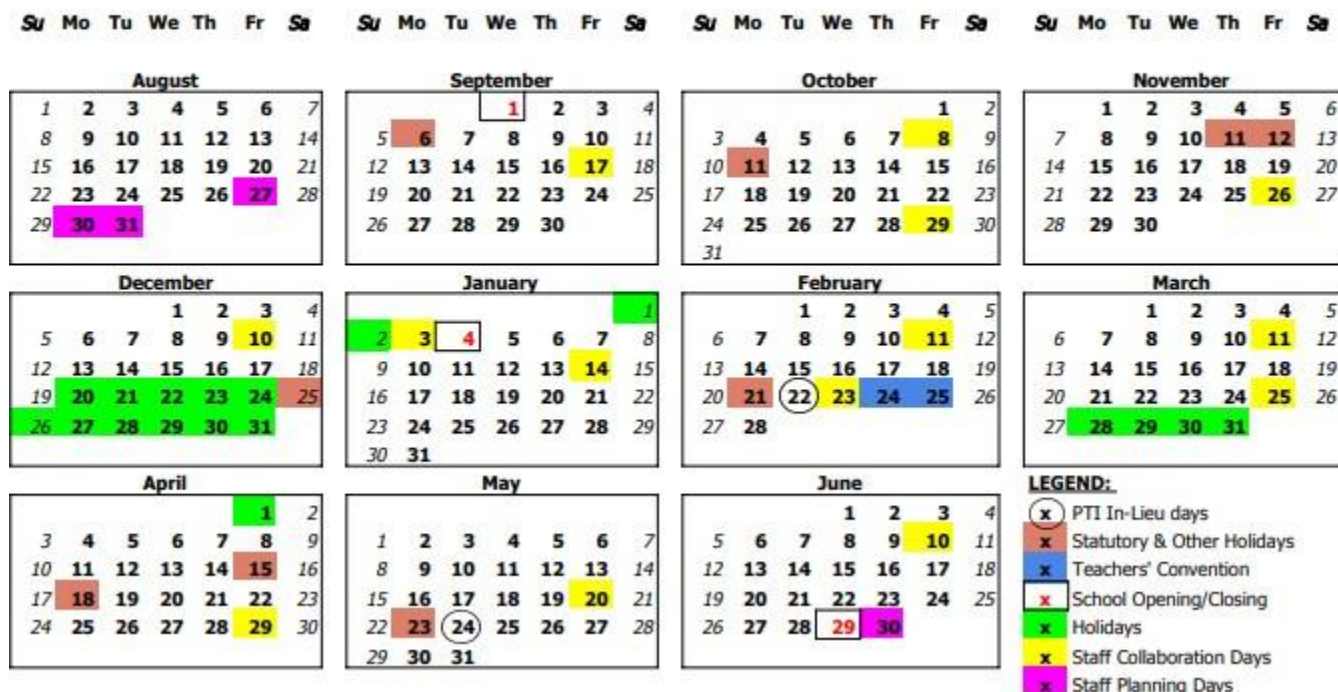 Su Mo Tu We Th Fr Sa Su Mo Tu We Th Fr Sa Su Mo Tu We Th Fr Sa Su Mo Tu We Th Fr Sa
August
1 2 3 4 5 6 7
8 9 10 11 12 13 14
15 16 17 18 19 20 21
22 23 24 25 26 27 28
29 30 31
September
1 2 3 4
5 6 7 8 9 10 11
12 13 14 15 16 17 18
19 20 21 22 23 24 25
26 27 28 29 30
October
1 2
3 4 5 6 7 8 9
10 11 12 13 14 15 16
17 18 19 20 21 22 23
24 25 26 27 28 29 30
31
November
1 2 3 4 5 6
7 8 9 10 11 12 13
14 15 16 17 18 19 20
21 22 23 24 25 26 27
28 29 30
December
1 2 3 4
5 6 7 8 9 10 11
12 13 14 15 16 17 18
19 20 21 22 23 24 25
26 27 28 29 30 31
January
1
2 3 4 5 6 7 8
9 10 11 12 13 14 15
16 17 18 19 20 21 22
23 24 25 26 27 28 29
30 31
February
1 2 3 4 5
6 7 8 9 10 11 12
13 14 15 16 17 18 19
20 21 22 23 24 25 26
27 28
March
1 2 3 4 5
6 7 8 9 10 11 12
13 14 15 16 17 18 19
20 21 22 23 24 25 26
27 28 29 30 31
April
1 2
3 4 5 6 7 8 9
10 11 12 13 14 15 16
17 18 19 20 21 22 23
24 25 26 27 28 29 30
May
1 2 3 4 5 6 7
8 9 10 11 12 13 14
15 16 17 18 19 20 21
22 23 24 25 26 27 28
29 30 31
June
1 2 3 4
5 6 7 8 9 10 11
12 13 14 15 16 17 18
19 20 21 22 23 24 25
26 27 28 29 30
LEGEND:
x PTI In-Lieu days
x Statutory & Other Holidays
x Teachers' Convention
x School Opening/Closing
x Holidays
x Staff Collaboration Days
x Staff Planning Days